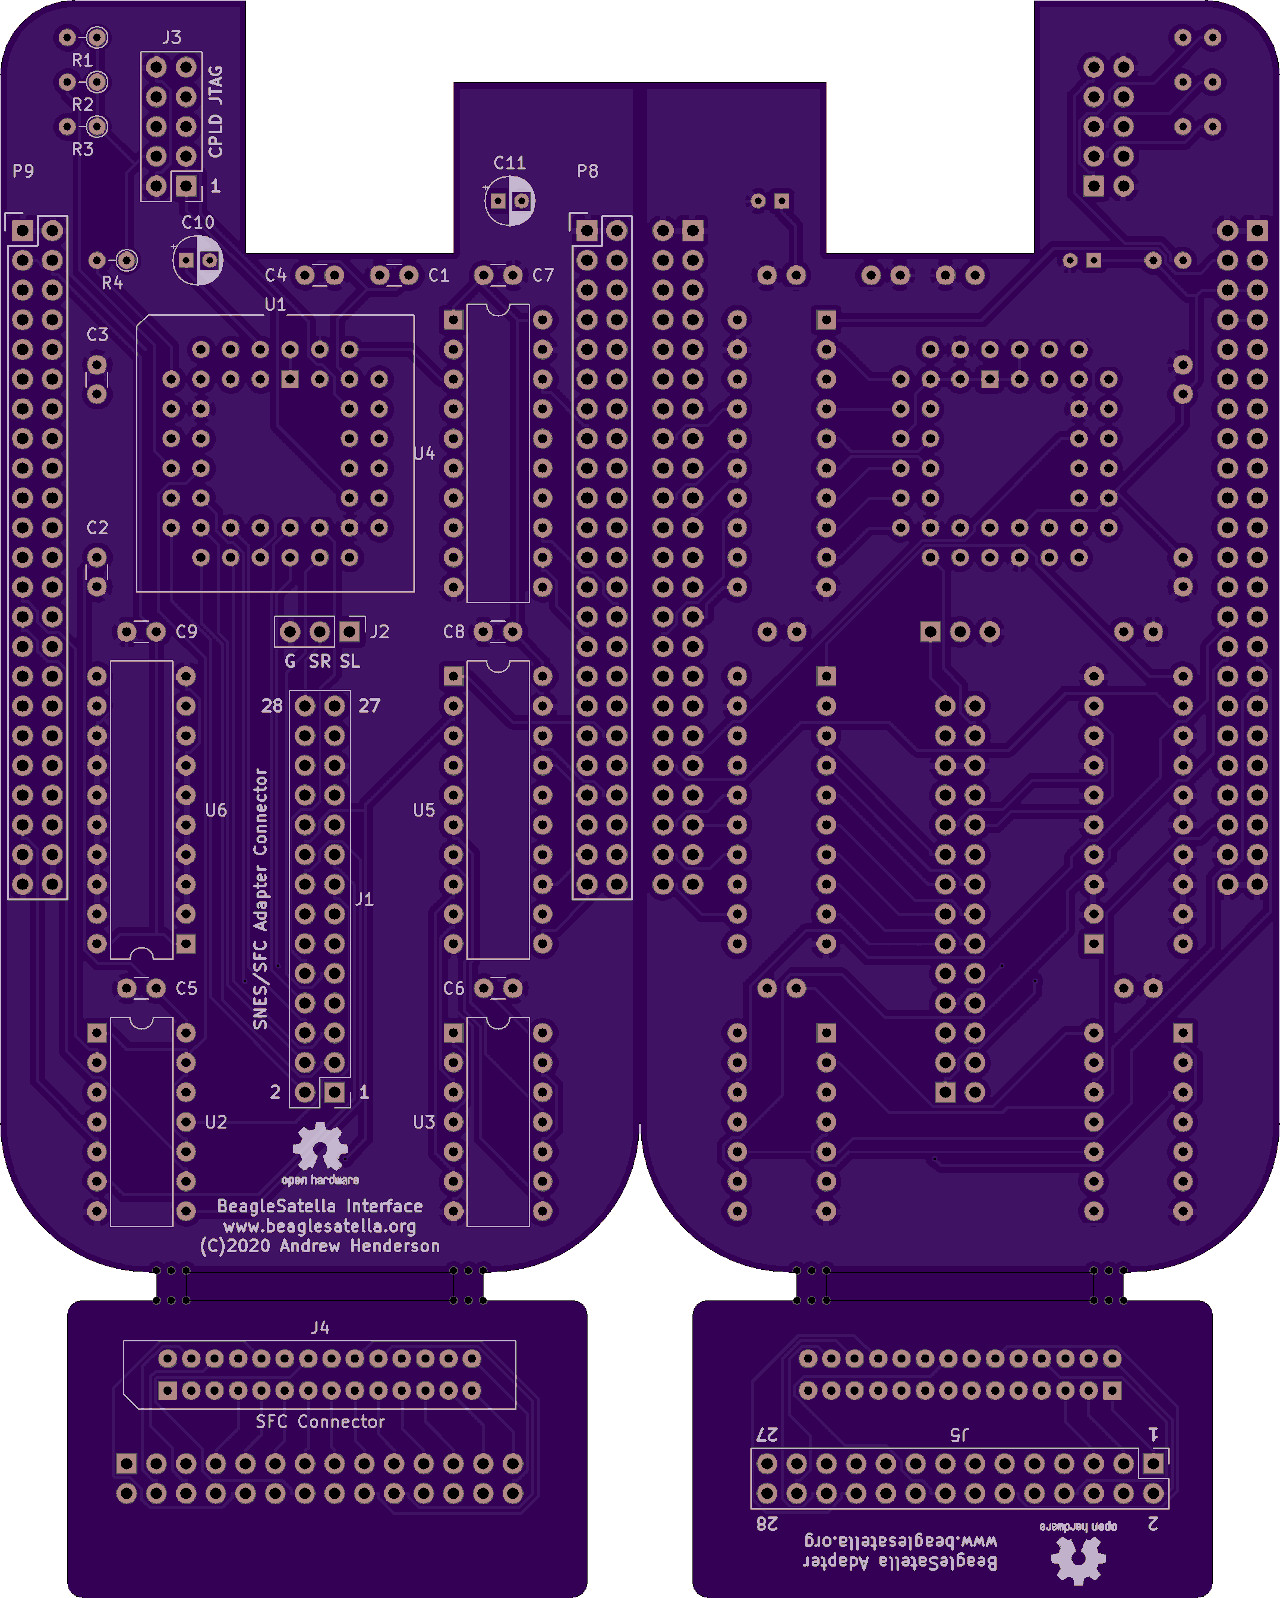 J3
R1
R2
CPLD JTAG
R3
C11
P9
P8
1
C10
R4
C4
C1
C7
U1
C3
U4
C2
C9
J2
C8
G SR SL
28
27
SNES/SFC Adapter Connector
U6
U5
J1
C5
C6
2
1
U2
U3
open hardware
BeagleSatella Interface
www.beaglesatella.org
(C)2020 Andrew Henderson
J4
SFC Connector
27
J5
1
28
2
open hardware
www.beaglesatella.org
BeagleSatella Adapter